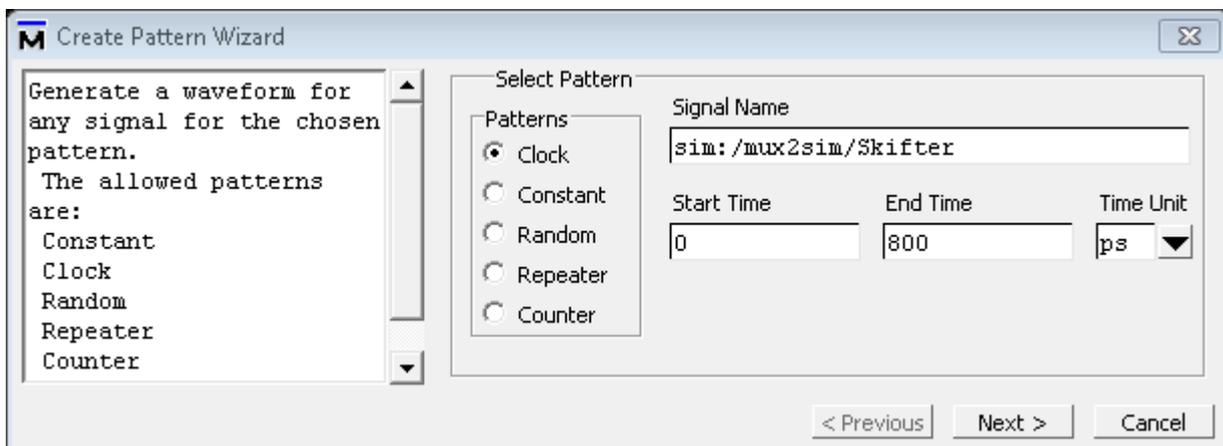 M Create Pattern Wizard
Generate a waveform for
any signal for the chosen
pattern.
The allowed patterns
are:
Constant
Clock
Random
Repeater
Counter
Select Pattern
Patterns
Clock
Constant
Random
Repeater
Counter
Signal Name
sim:/mux2sim/Skifter
Start Time End Time Time Unit
0 800 ps
< Previous Next > Cancel